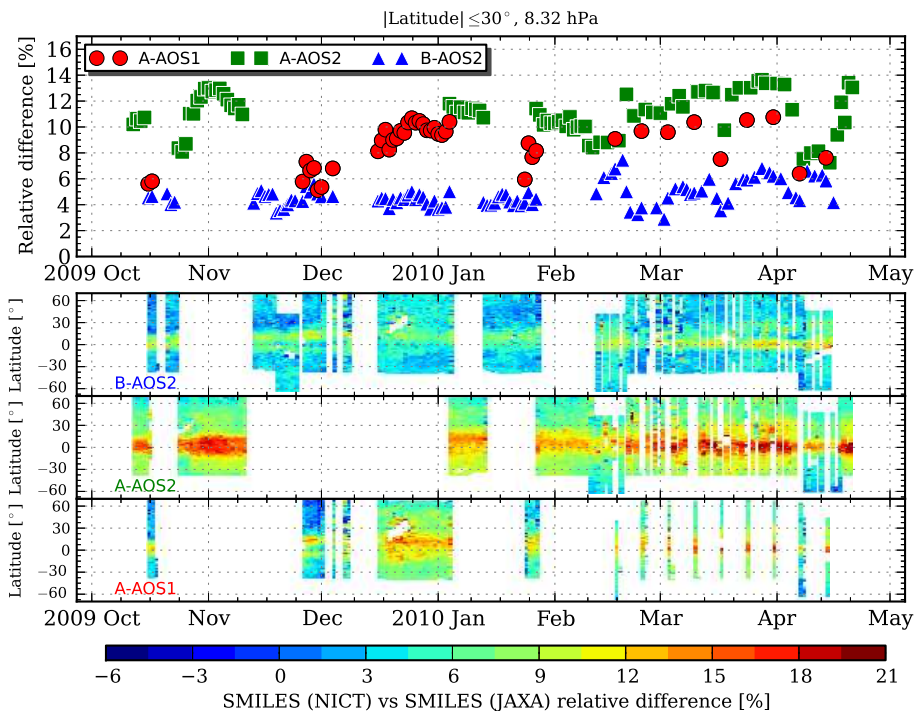 |Latitude| ≤30°, 8.32 hPa
Relative difference [%]
16
14
12
10
8
6
4
2
0
A-AOS1 A-AOS2 B-AOS2
2009 Oct Nov Dec 2010 Jan Feb Mar Apr May
Latitude [°]
60
30
0
−30
−60
B-AOS2
Latitude [°]
60
30
0
−30
−60
A-AOS2
Latitude [°]
60
30
0
−30
−60
A-AOS1
2009 Oct Nov Dec 2010 Jan Feb Mar Apr May
−6 −3 0 3 6 9 12 15 18 21
SMILES (NICT) vs SMILES (JAXA) relative difference [%]